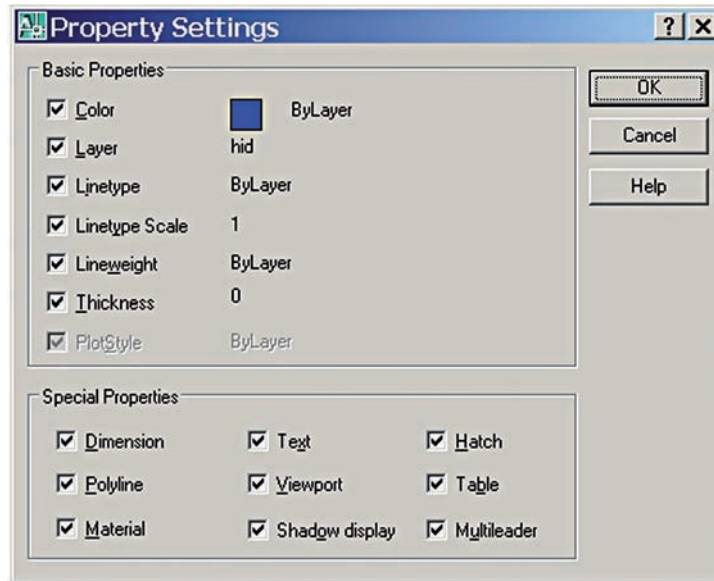 Property Settings
? X
Basic Properties
Color ByLayer
Layer hid
Linetype ByLayer
Linetype Scale 1
Lineweight ByLayer
Thickness 0
PlotStyle ByLayer
OK
Cancel
Help
Special Properties
Dimension Text Hatch
Polyline Viewport Table
Material Shadow display Multileader